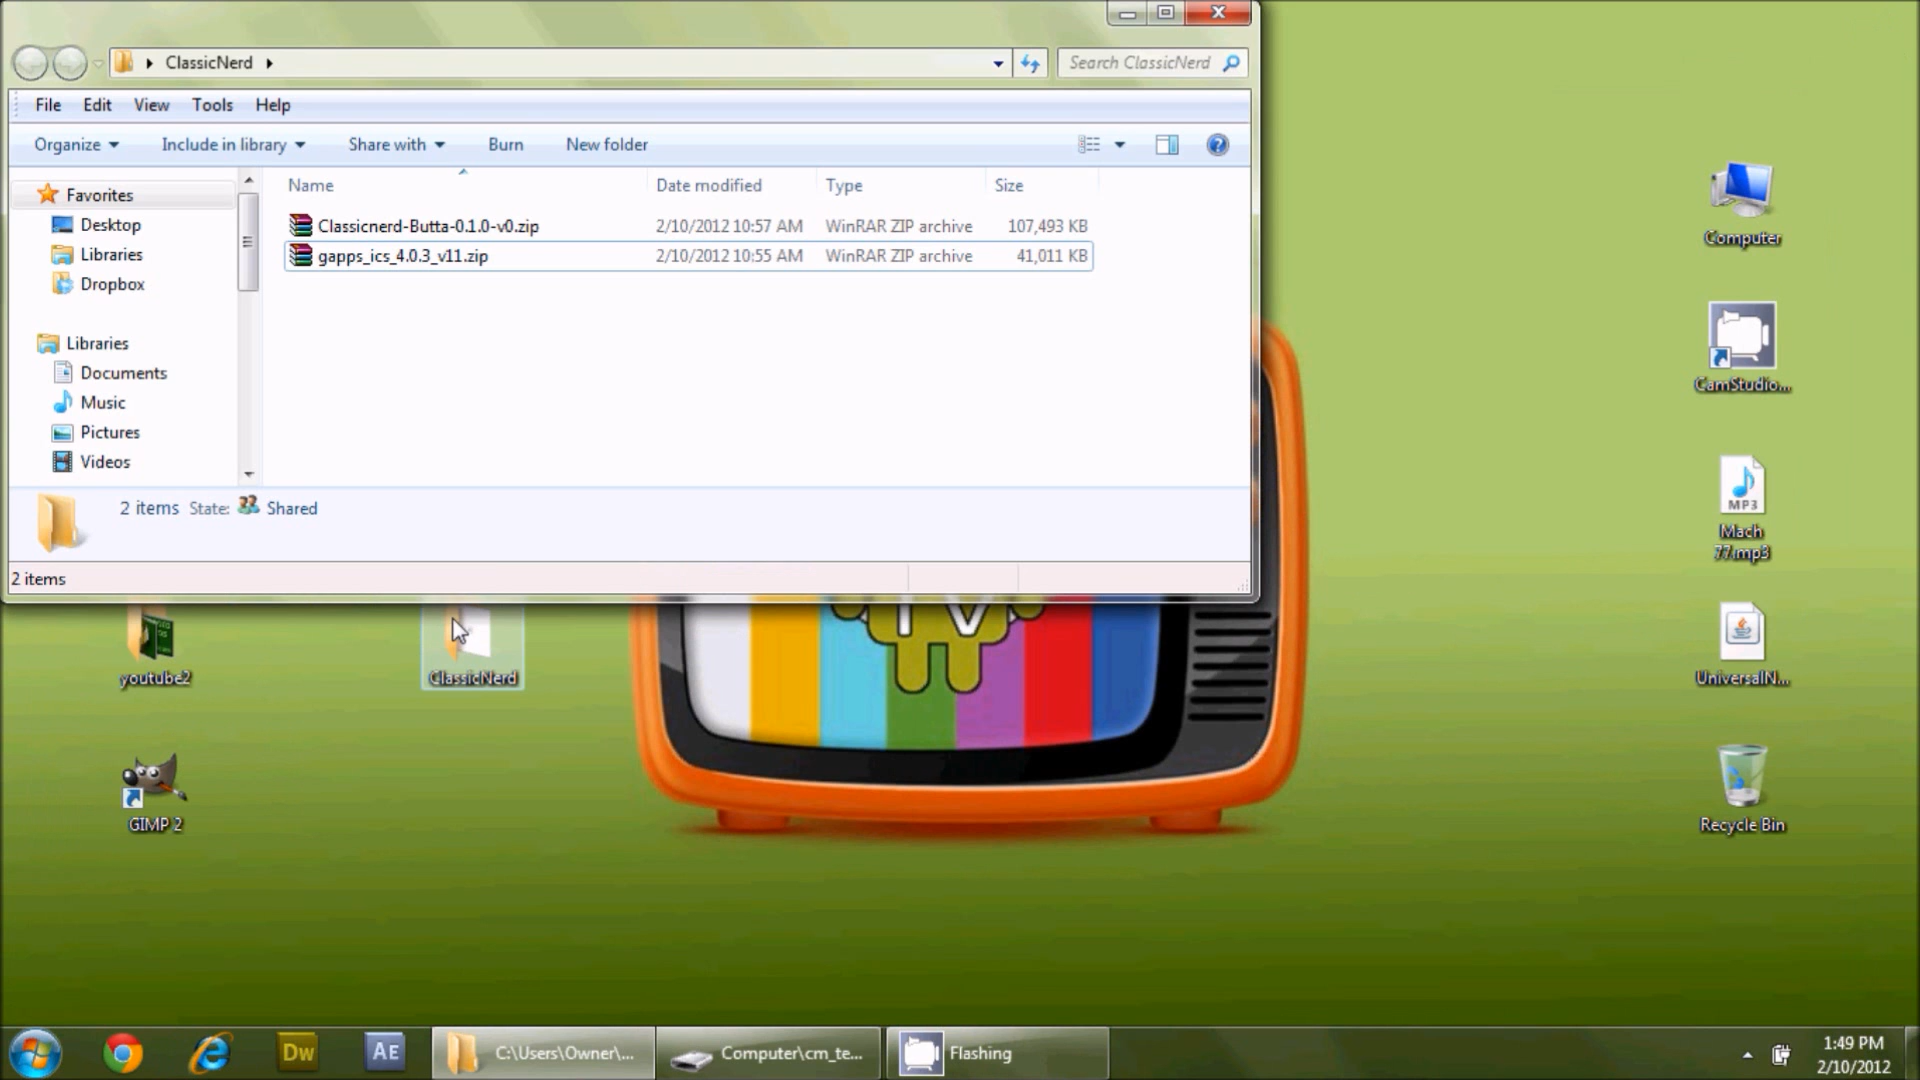 ClassicNerd
Search ClassicNerd
File Edit View Tools Help
Organize Include in library Share with Burn New folder
Name Date modified Type Size
Favorites
Desktop
Libraries
Dropbox
Libraries
Documents
Music
Pictures
Videos
Classicnerd-Butta-0.1.0-v0.zip 2/10/2012 10:57 AM WinRAR ZIP archive 107,493 KB
gapps_ics_4.0.3_v11.zip 2/10/2012 10:55 AM WinRAR ZIP archive 41,011 KB
2 items State: Shared
2 items
Computer
CamStudio...
MP3
Mach
77.mp3
UniversalN...
Recycle Bin
youtube2
ClassicNerd
TV
GIMP 2
Dw
AE
C:\Users\Owner\...
Computer\cm_te...
Flashing
1:49 PM
2/10/2012